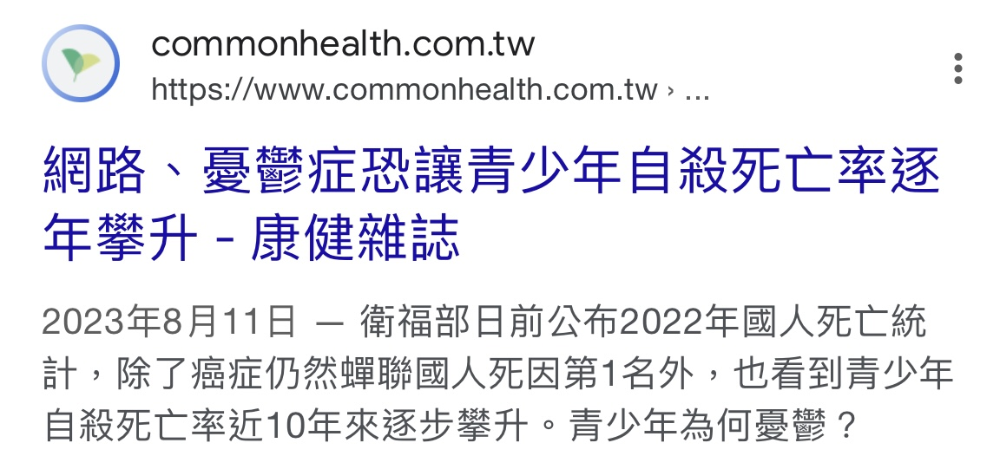 commonhealth.com.tw
https://www.commonhealth.com.tw › ...
網路、憂鬱症恐讓青少年自殺死亡率逐
年攀升 - 康健雜誌
2023年8月11日 — 衛福部日前公布2022年國人死亡統
計，除了癌症仍然蟬聯國人死因第1名外，也看到青少年
自殺死亡率近10年來逐步攀升。青少年為何憂鬱？